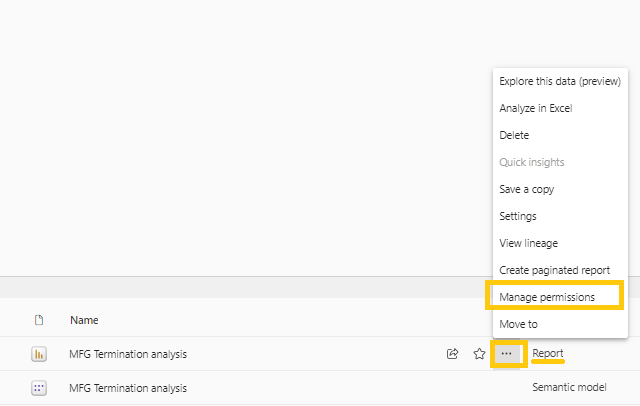 Explore this data (preview)
Analyze in Excel
Delete
Quick insights
Save a copy
Settings
View lineage
Create paginated report
Manage permissions
Move to
Name
MFG Termination analysis
Report
MFG Termination analysis
Semantic model